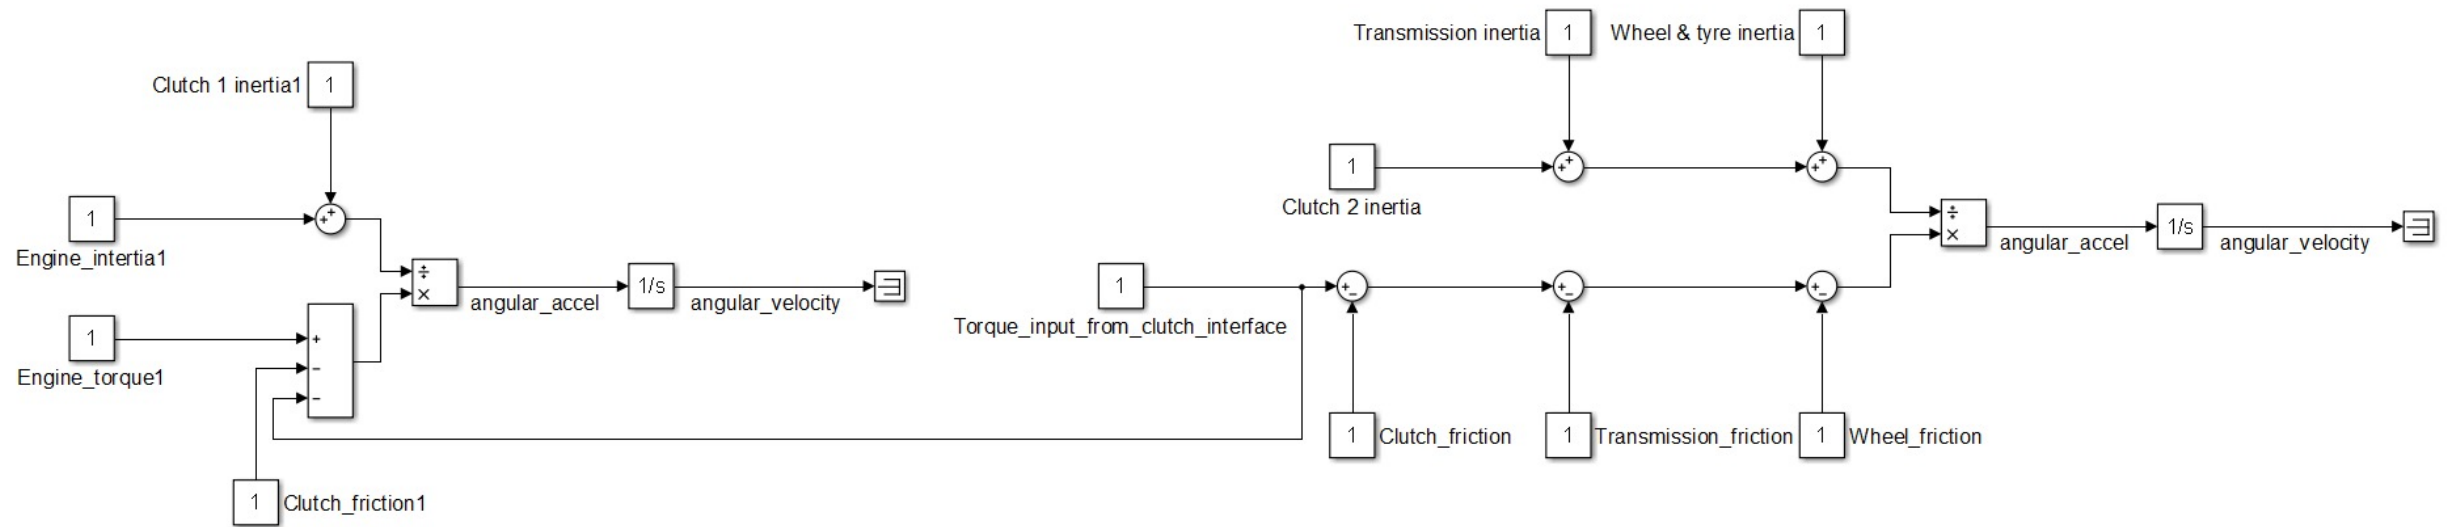 Transmission inertia 1
Wheel & tyre inertia 1
Clutch 1 inertia1 1
+ +
+ +
1
Clutch 2 inertia
1
Engine_intertia1
+ +
÷
×
angular_accel
1/s
angular_velocity
÷
×
angular_accel
1/s
angular_velocity
1
Torque_input_from_clutch_interface
+ -
+ -
+ -
1
Engine_torque1
+
-
-
1 Clutch_friction
1 Transmission_friction
1 Wheel_friction
1 Clutch_friction1